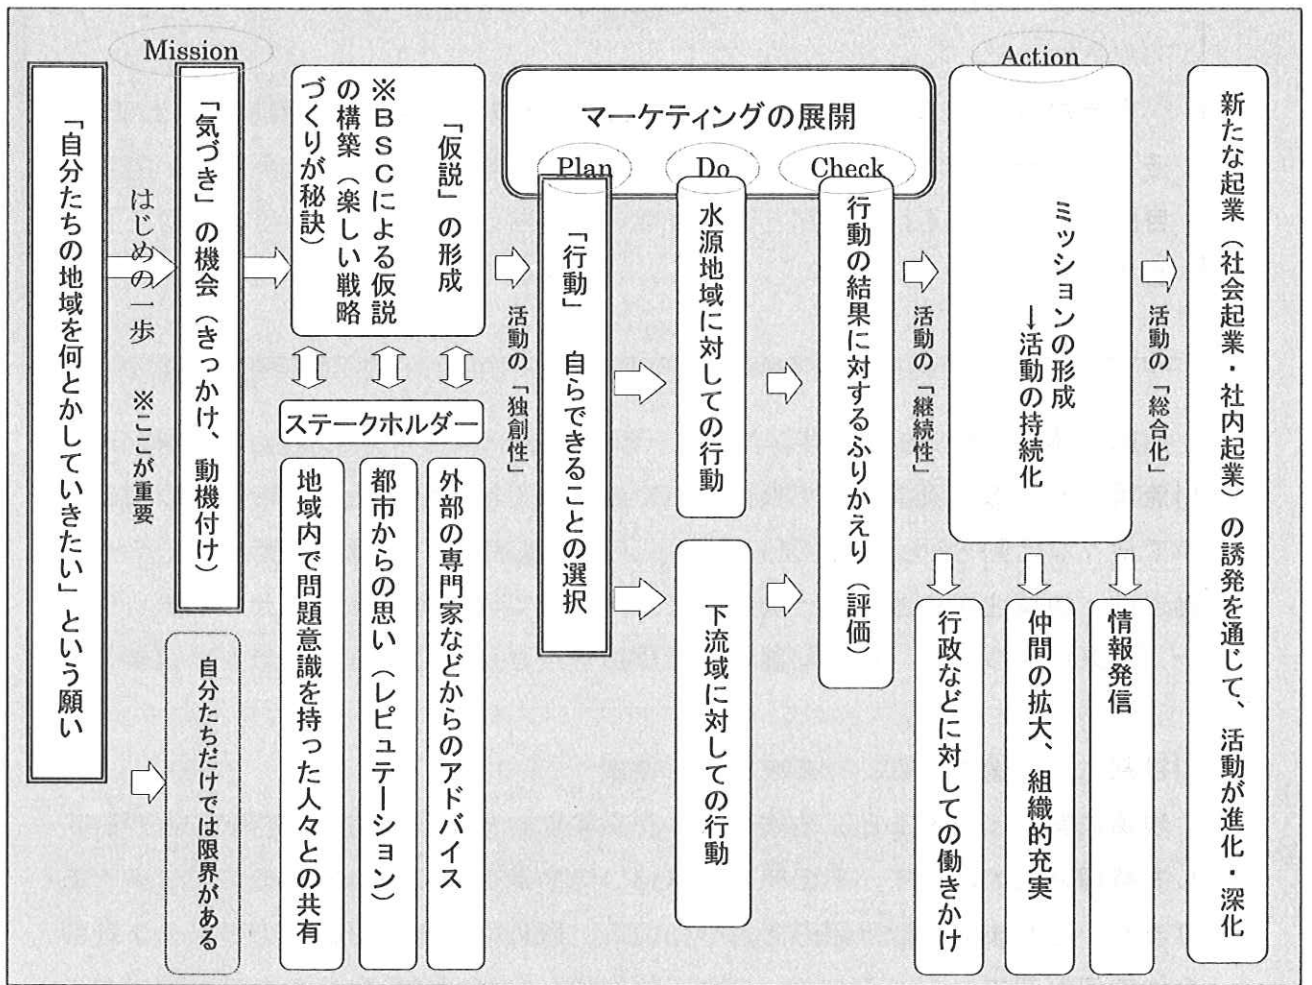 Mission
「自分たちの地域を何とかしていきたい」という願い
はじめの一歩　※ここが重要
「気づき」の機会（きっかけ、動機付け）
自分たちだけでは限界がある
「仮説」の形成
※ＢＳＣによる仮説
の構築（楽しい戦略
づくりが秘訣）
ステークホルダー
地域内で問題意識を持った人々との共有
都市からの思い（レピュテーション）
外部の専門家などからのアドバイス
活動の「独創性」
マーケティングの展開
Plan
Do
Check
「行動」　自らできることの選択
水源地域に対しての行動
下流域に対しての行動
行動の結果に対するふりかえり（評価）
活動の「継続性」
Action
ミッションの形成
→活動の持続化
行政などに対しての働きかけ
仲間の拡大、組織的充実
情報発信
活動の「総合化」
新たな起業（社会起業・社内起業）の誘発を通じて、活動が進化・深化